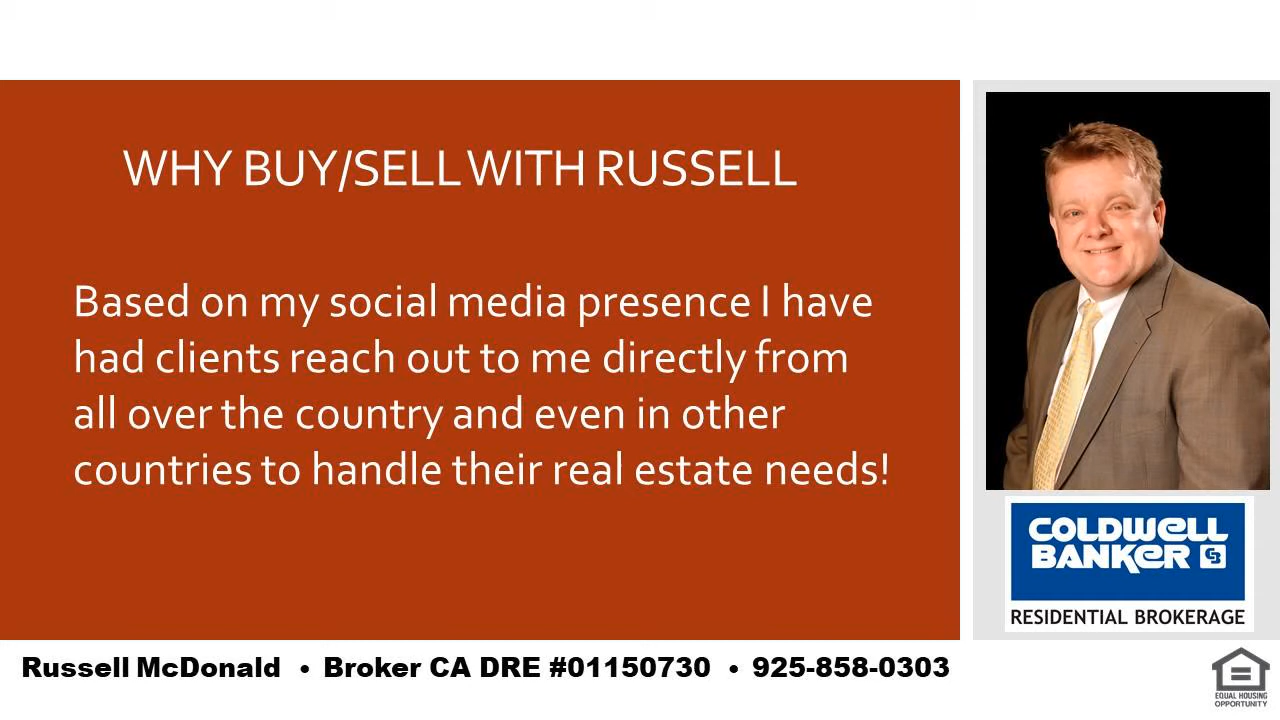 WHY BUY/SELL WITH RUSSELL
Based on my social media presence I have
had clients reach out to me directly from
all over the country and even in other
countries to handle their real estate needs!
COLDWELL
BANKER CB
RESIDENTIAL BROKERAGE
Russell McDonald • Broker CA DRE #01150730 • 925-858-0303
EQUAL HOUSING
OPPORTUNITY